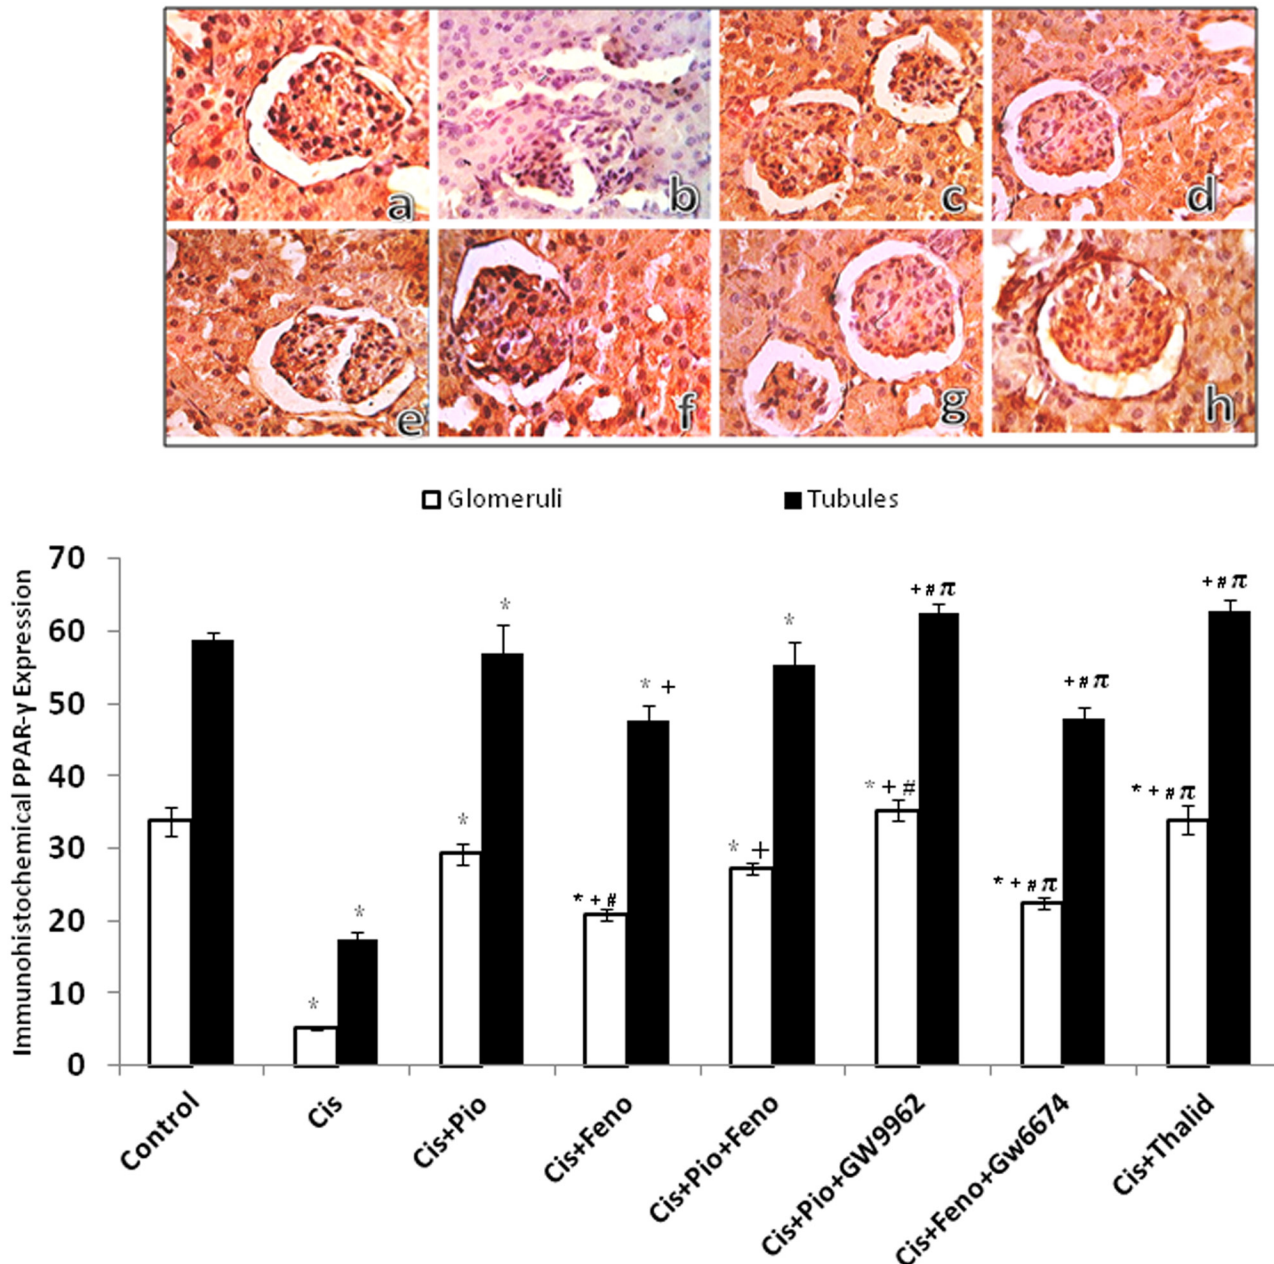 a b c d
e f g h
Glomeruli Tubules
Immunohistochemical PPAR-γ Expression
70
60
50
40
30
20
10
0
*
*
*
*
* + #
* +
* +
*
* + #
+ # π
* + # π
+ # π
* + # π
+ # π
Control
Cis
Cis+Pio
Cis+Feno
Cis+Pio+Feno
Cis+Pio+GW9962
Cis+Feno+Gw6674
Cis+Thalid